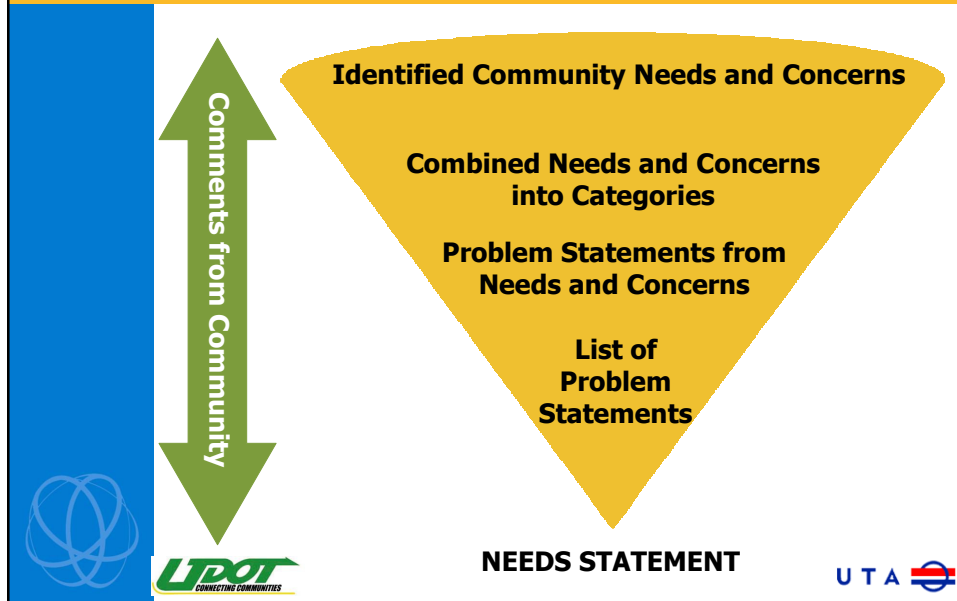 Comments from Community
Identified Community Needs and Concerns
Combined Needs and Concerns
into Categories
Problem Statements from
Needs and Concerns
List of
Problem
Statements
NEEDS STATEMENT
UDOT
CONNECTING COMMUNITIES
U T A